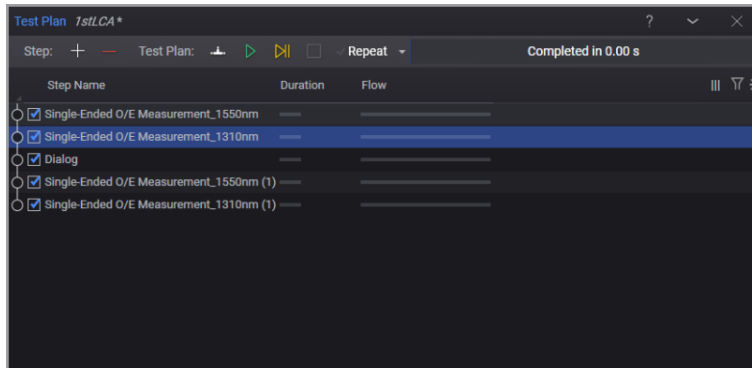 Test Plan 1stLCA*
Step: Test Plan: Repeat Completed in 0.00 s
Step Name Duration Flow
Single-Ended O/E Measurement_1550nm
Single-Ended O/E Measurement_1310nm
Dialog
Single-Ended O/E Measurement_1550nm (1)
Single-Ended O/E Measurement_1310nm (1)